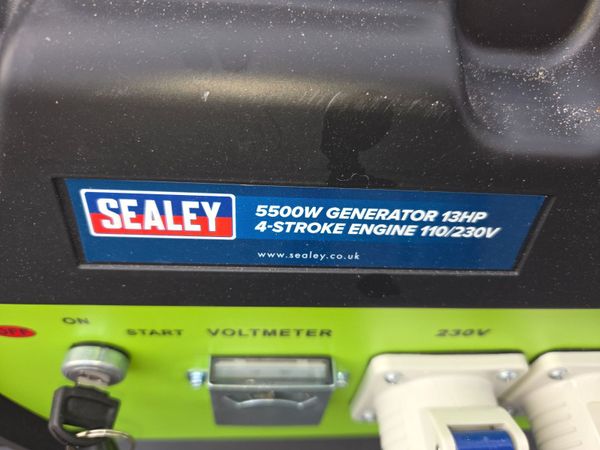 SEALEY
5500W GENERATOR 13HP
4-STROKE ENGINE 110/230V
www.sealey.co.uk
OFF ON START VOLTMETER 230V